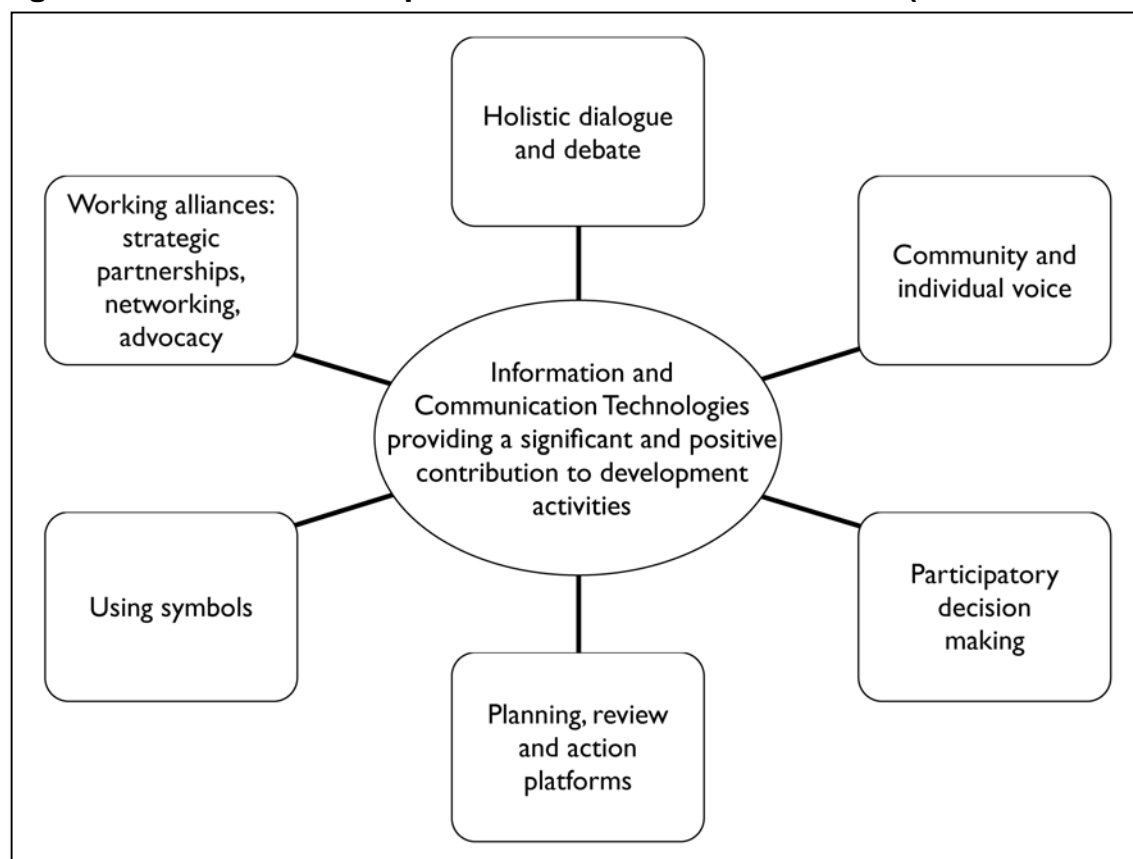 Holistic dialogue
and debate
Working alliances:
strategic
partnerships,
networking,
advocacy
Community and
individual voice
Information and
Communication Technologies
providing a significant and positive
contribution to development
activities
Using symbols
Participatory
decision
making
Planning, review
and action
platforms